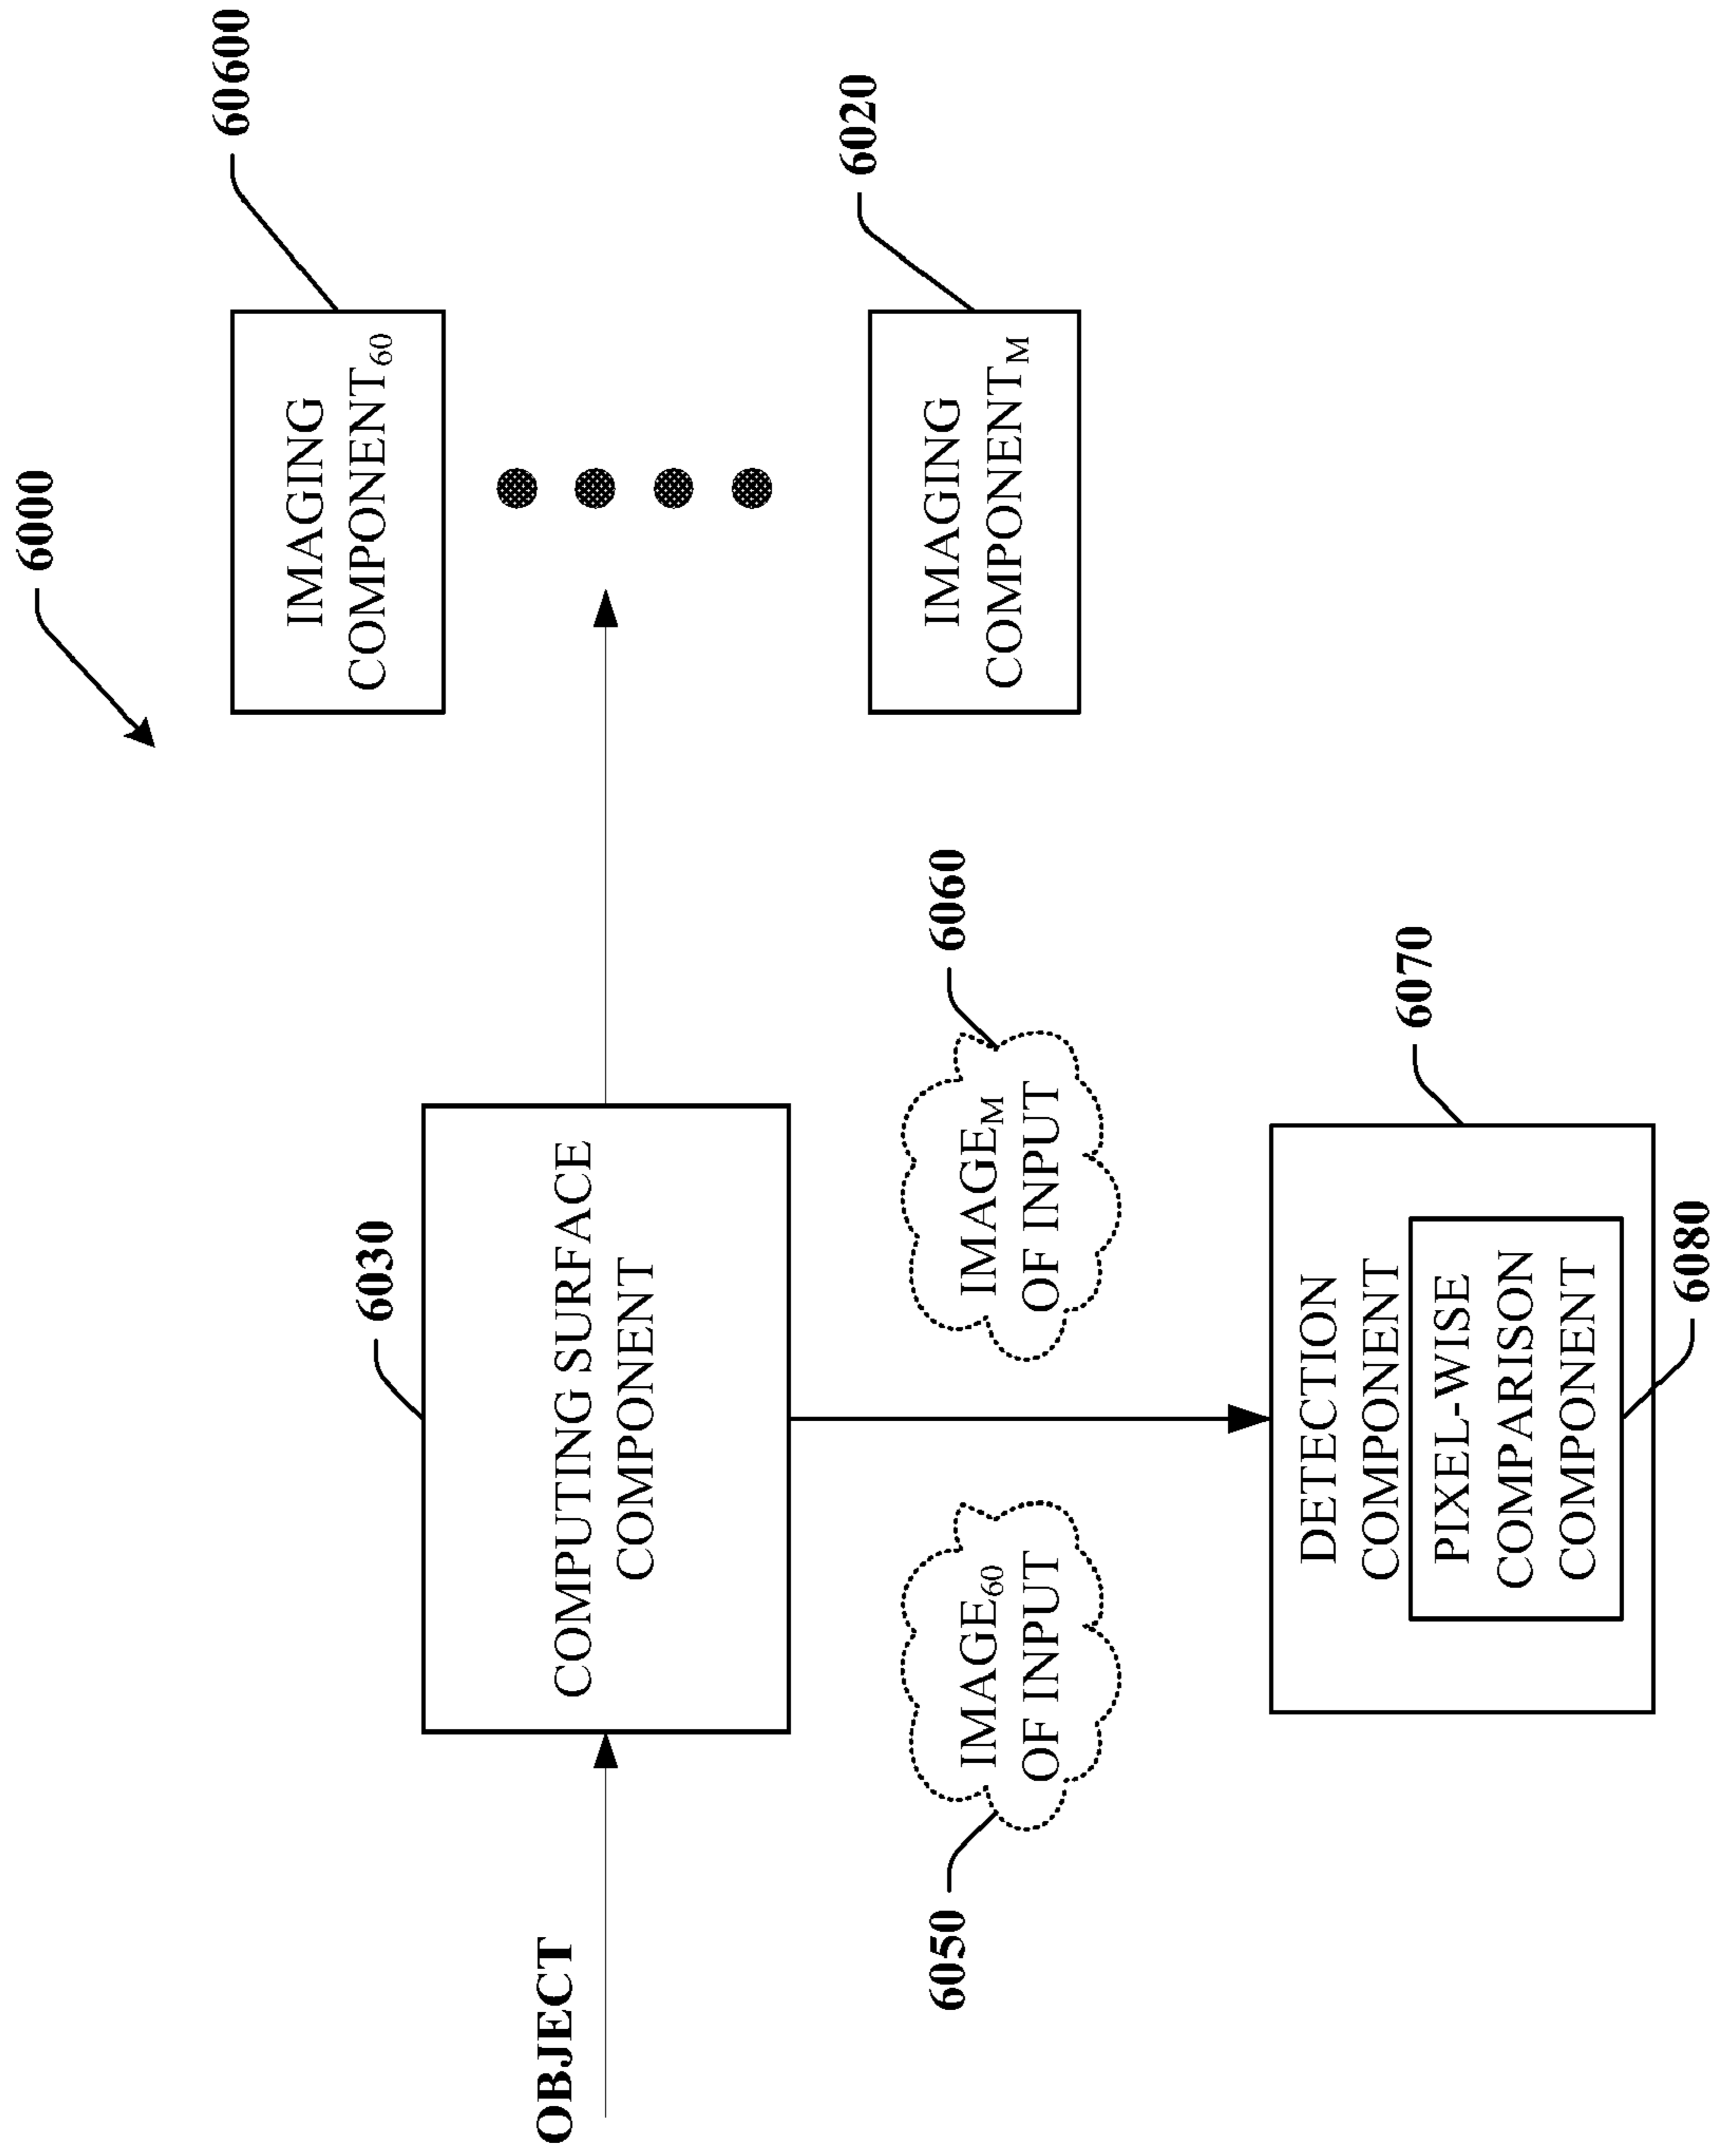 6000
60600
IMAGING
COMPONENT60
6020
IMAGING
COMPONENTM
OBJECT
6030
COMPUTING SURFACE
COMPONENT
6050
IMAGE60
OF INPUT
6060
IMAGEM
OF INPUT
6070
DETECTION
COMPONENT
PIXEL-WISE
COMPARISON
COMPONENT
6080